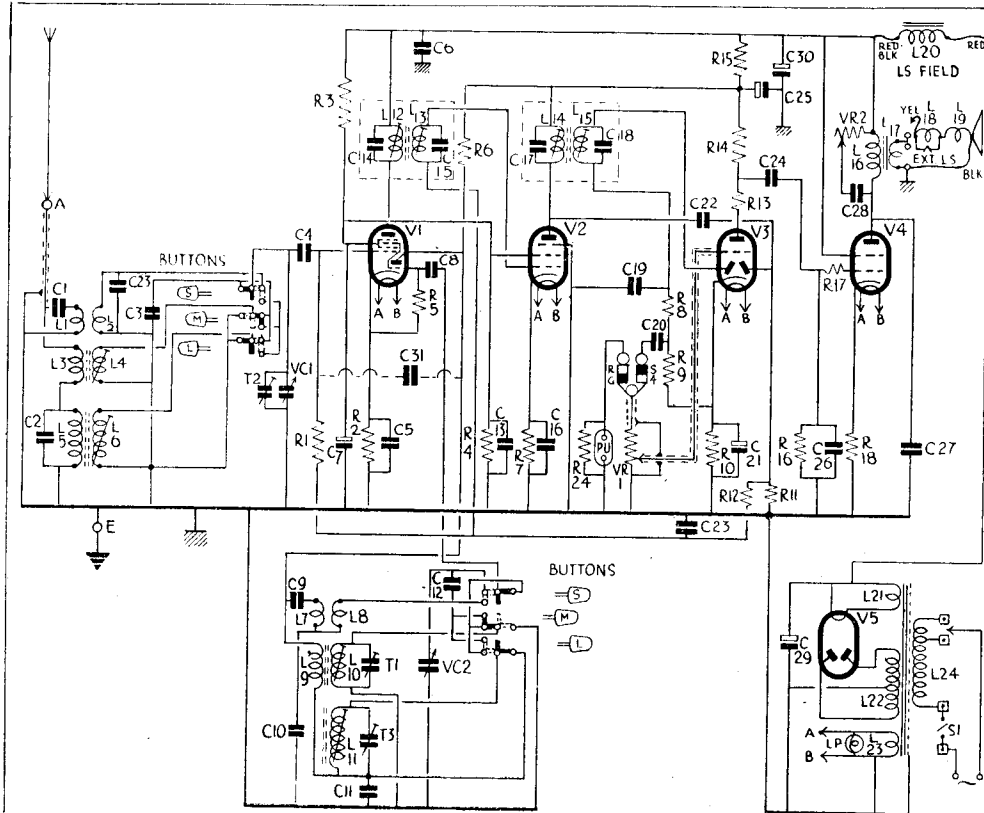 C6
R15
C30
RED
BLK
L20
RED
LS FIELD
C25
R3
L12
L13
C14
C15
R6
L14
L15
C17
C18
R14
C24
VR2
L16
L17
YEL
L18
L19
EXT LS
BLK
C28
R13
A
C4
V1
C8
V2
C22
V3
V4
BUTTONS
C23
C3
S
M
L
C1
L1
L2
R5
A
B
A
B
C19
R8
A
B
R17
A
B
L3
L4
T2
VC1
C31
C20
R9
RG
S4
C2
L5
L6
R1
C7
R2
C5
R4
C13
R7
C16
R24
PU
VR1
R10
C21
R16
C26
R18
C27
R12
R11
E
C23
C9
L7
L8
C12
BUTTONS
S
M
L
L9
L10
T1
VC2
C10
L11
T3
C11
L21
V5
C29
L22
L24
A
B
LP
L23
S1